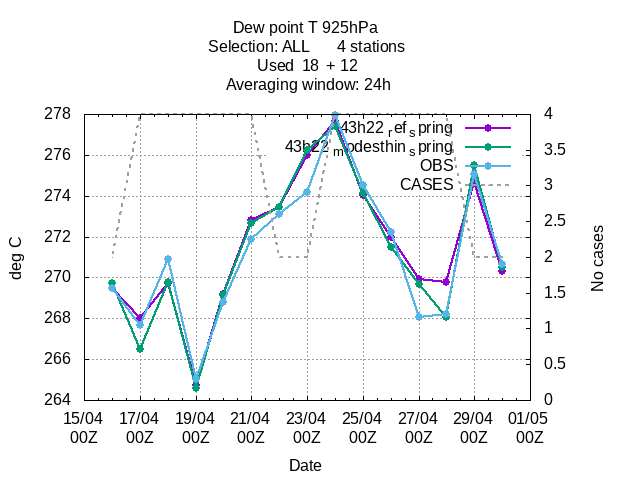 Dew point T 925hPa
Selection: ALL 4 stations
Used 18 + 12
Averaging window: 24h
278
276
274
272
270
268
266
264
deg C
4
3.5
3
2.5
2
1.5
1
0.5
0
No cases
43h22_ref_spring
43h22_modesthin_spring
OBS
CASES
15/04 17/04 19/04 21/04 23/04 25/04 27/04 29/04 01/05
00Z 00Z 00Z 00Z 00Z 00Z 00Z 00Z 00Z
Date